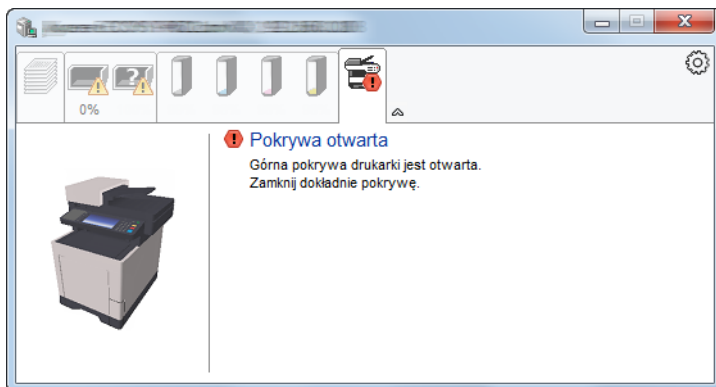 0%
Pokrywa otwarta
Górna pokrywa drukarki jest otwarta.
Zamknij dokładnie pokrywę.